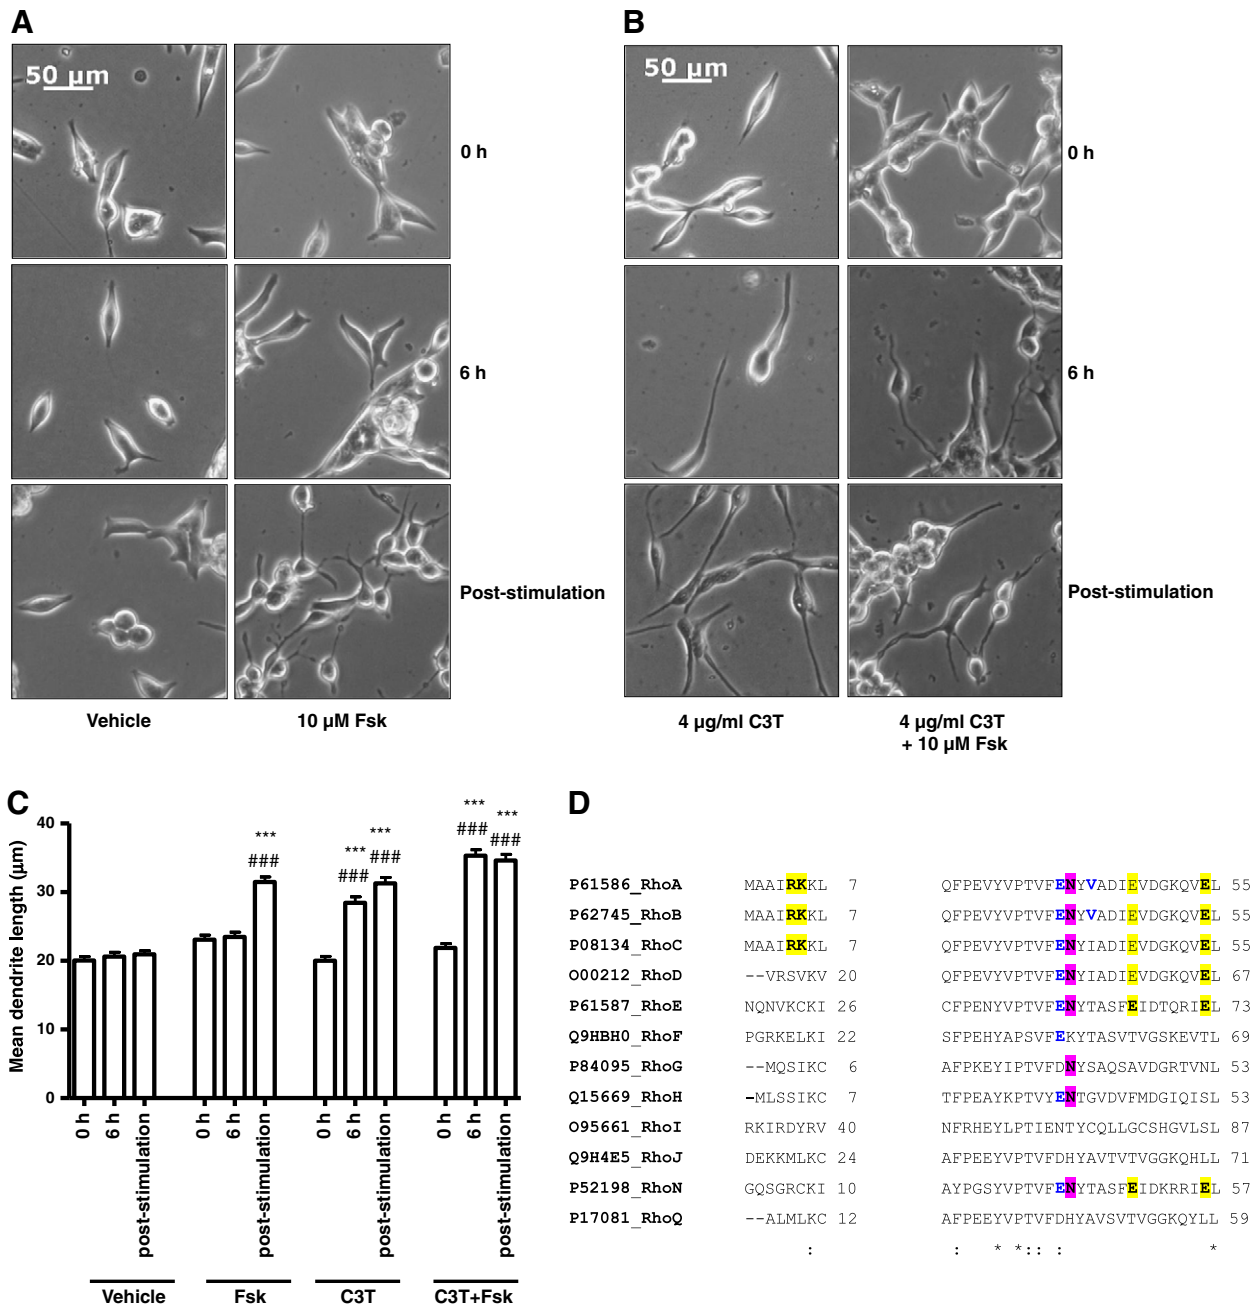 A
50 µm
0 h
6 h
Post-stimulation
Vehicle
10 µM Fsk
B
50 µm
0 h
6 h
Post-stimulation
4 µg/ml C3T
4 µg/ml C3T
+ 10 µM Fsk
C
Mean dendrite length (µm)
40
30
20
10
0
***
###
***
###
***
###
***
###
***
###
0 h
6 h
post-stimulation
0 h
6 h
post-stimulation
0 h
6 h
post-stimulation
0 h
6 h
post-stimulation
Vehicle
Fsk
C3T
C3T+Fsk
D
P61586_RhoA MAAIRKKL 7 QFPEVYVPTVFENYVADIEVDGKQVEL 55
P62745_RhoB MAAIRKKL 7 QFPEVYVPTVFENYVADIEVDGKQVEL 55
P08134_RhoC MAAIRKKL 7 QFPEVYVPTVFENYIADIEVDGKQVEL 55
O00212_RhoD --VRSVKV 20 QFPEVYVPTVFENYIADIEVDGKQVEL 67
P61587_RhoE NQNVKCKI 26 CFPENYVPTVFENYTASFEIDTQRIEL 73
Q9HBH0_RhoF PGRKELKI 22 SFPEHYAPSVFEKYTASVTVGSKEVTL 69
P84095_RhoG --MQSIKC 6 AFPKEYIPTVFDNYSAQSAVDGRTVNL 53
Q15669_RhoH -MLSSIKC 7 TFPEAYKPTVYENTGVDVFMDGIQISL 53
O95661_RhoI RKIRDYRV 40 NFRHEYLPTIENTYCQLLGCSHGVLSL 87
Q9H4E5_RhoJ DEKKMLKC 24 AFPEEYVPTVFDHYAVTVTVGGKQHLL 71
P52198_RhoN GQSGRCKI 10 AYPGSYVPTVFENYTASFEIDKRRIEL 57
P17081_RhoQ --ALMLKC 12 AFPEEYVPTVFDHYAVSVTVGGKQYLL 59
: : * *:: : *